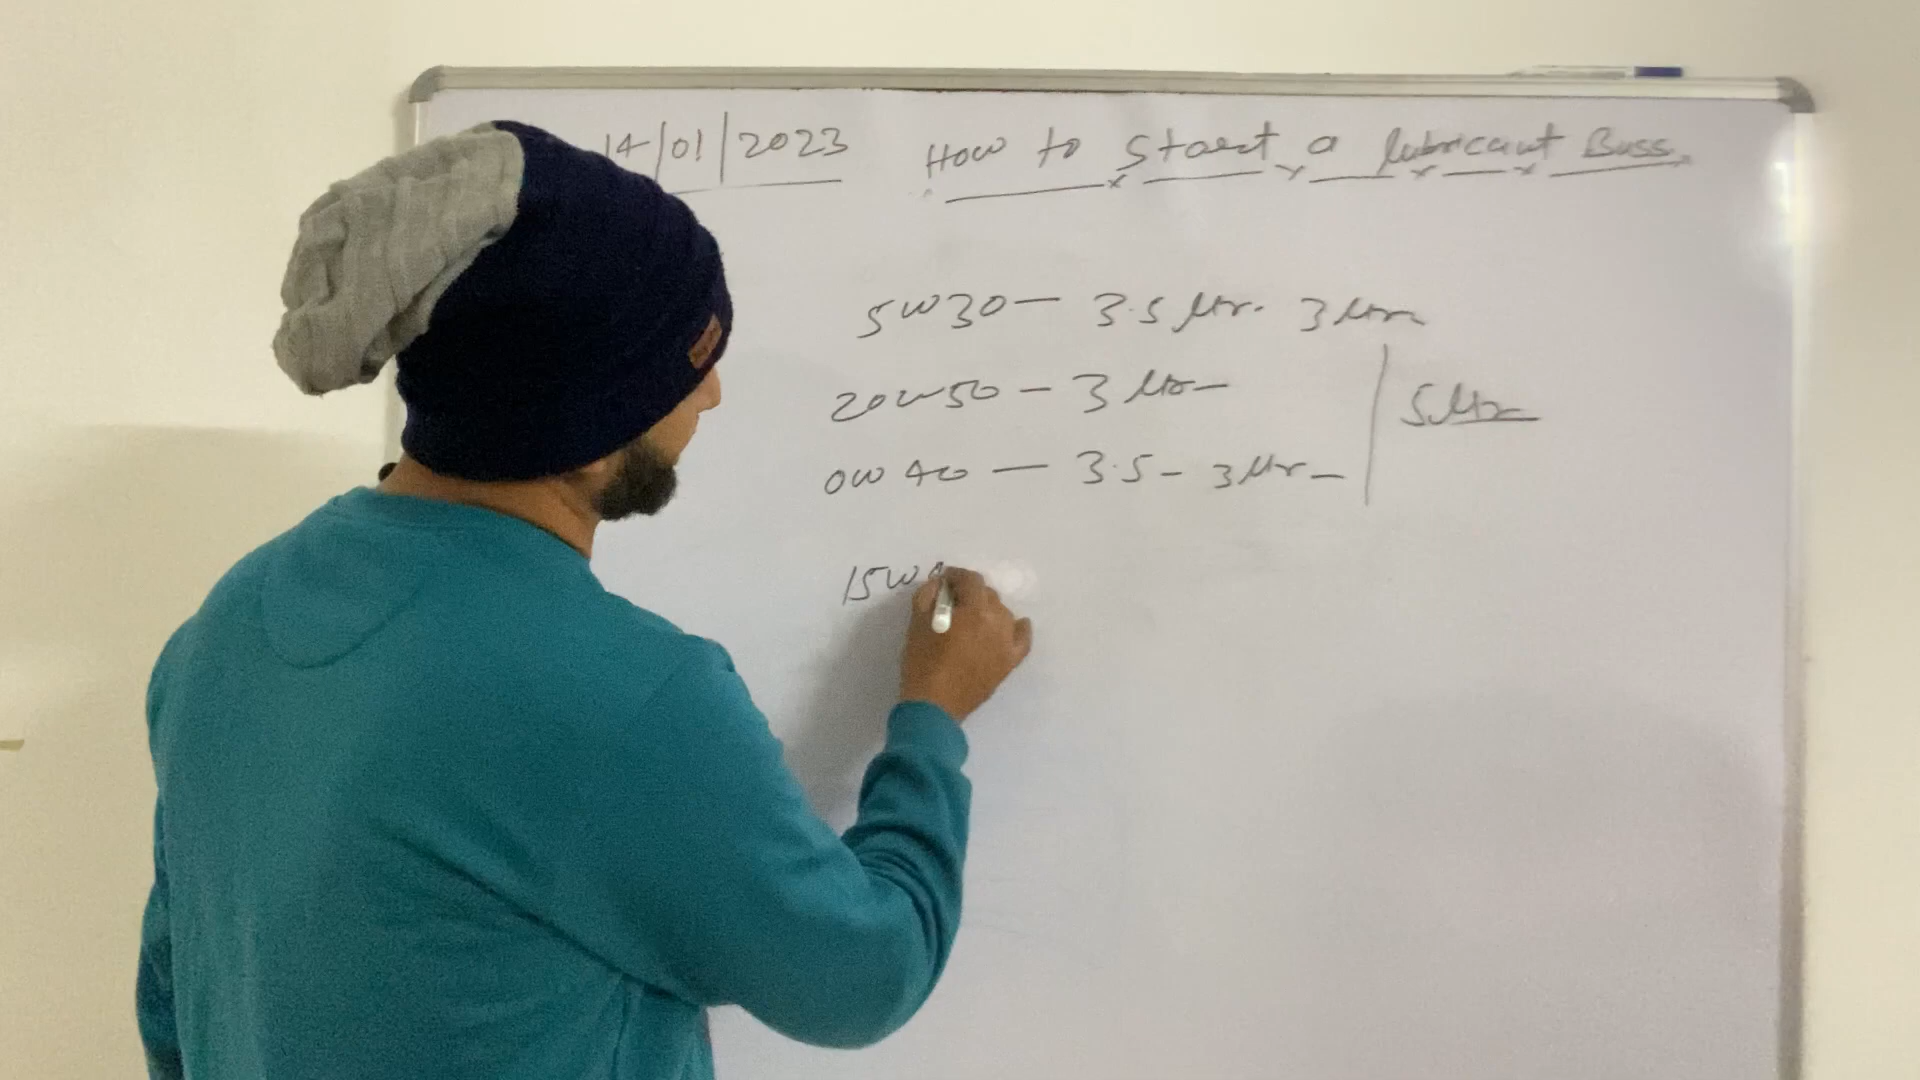 14/01/2023 How to Start a lubricant Buss.
5W30 — 3.5 Ltr. 3 Ltr
20W50 — 3 Ltr —
5 Ltr
0W40 — 3.5 - 3 Ltr —
15W4